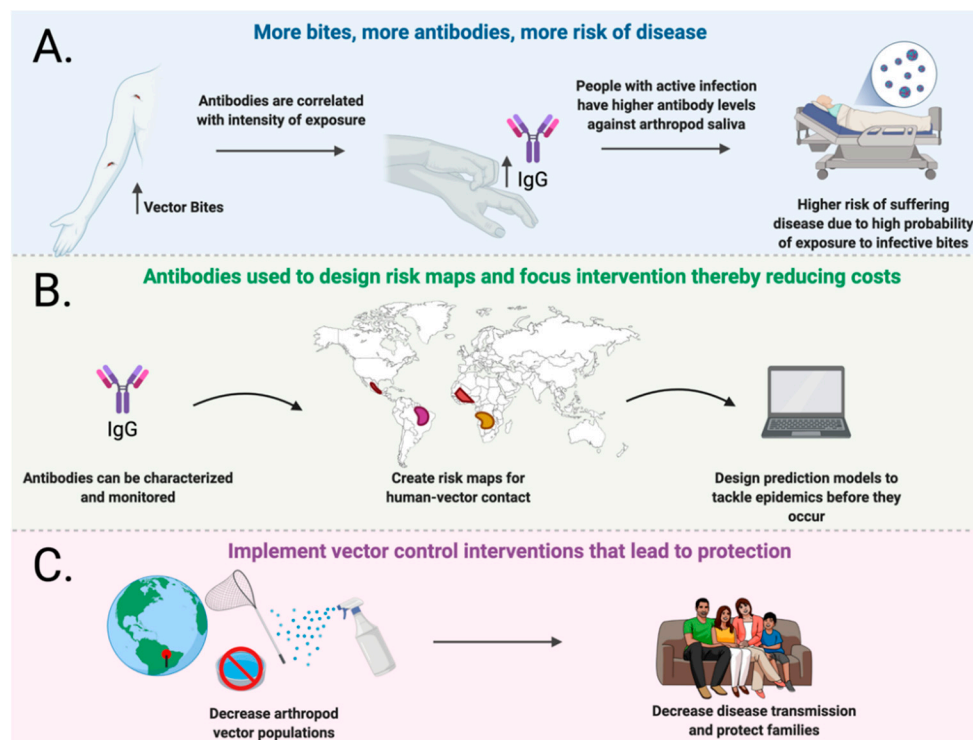 A.
More bites, more antibodies, more risk of disease
Antibodies are correlated
with intensity of exposure
People with active infection
have higher antibody levels
against arthropod saliva
Vector Bites
IgG
Higher risk of suffering
disease due to high probability
of exposure to infective bites
B.
Antibodies used to design risk maps and focus intervention thereby reducing costs
IgG
Antibodies can be characterized
and monitored
Create risk maps for
human-vector contact
Design prediction models to
tackle epidemics before they
occur
C.
Implement vector control interventions that lead to protection
Decrease arthropod
vector populations
Decrease disease transmission
and protect families